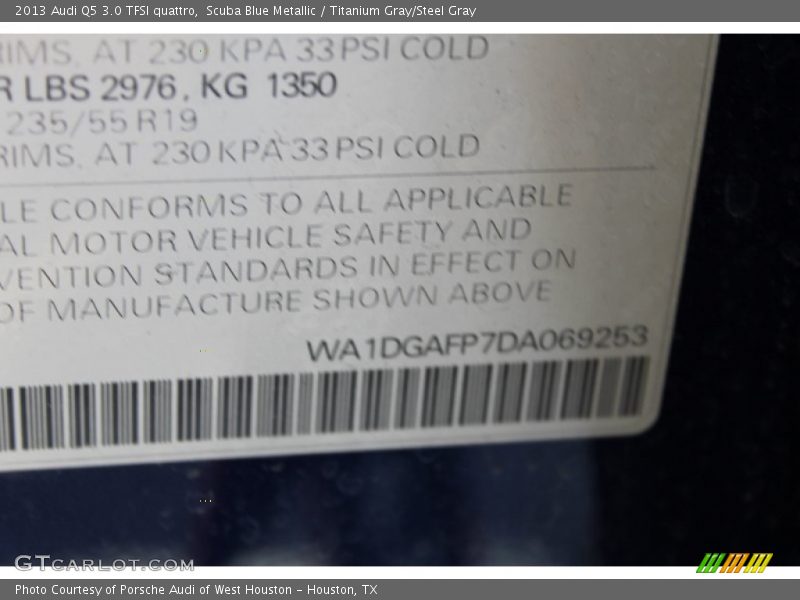 2013 Audi Q5 3.0 TFSI quattro, Scuba Blue Metallic / Titanium Gray/Steel Gray
RIMS, AT 230 KPA 33 PSI COLD
R LBS 2976, KG 1350
235/55 R19
RIMS, AT 230 KPA 33 PSI COLD
LE CONFORMS TO ALL APPLICABLE
AL MOTOR VEHICLE SAFETY AND
VENTION STANDARDS IN EFFECT ON
OF MANUFACTURE SHOWN ABOVE
WA1DGAFP7DA069253
GTCARLOT.COM
Photo Courtesy of Porsche Audi of West Houston - Houston, TX